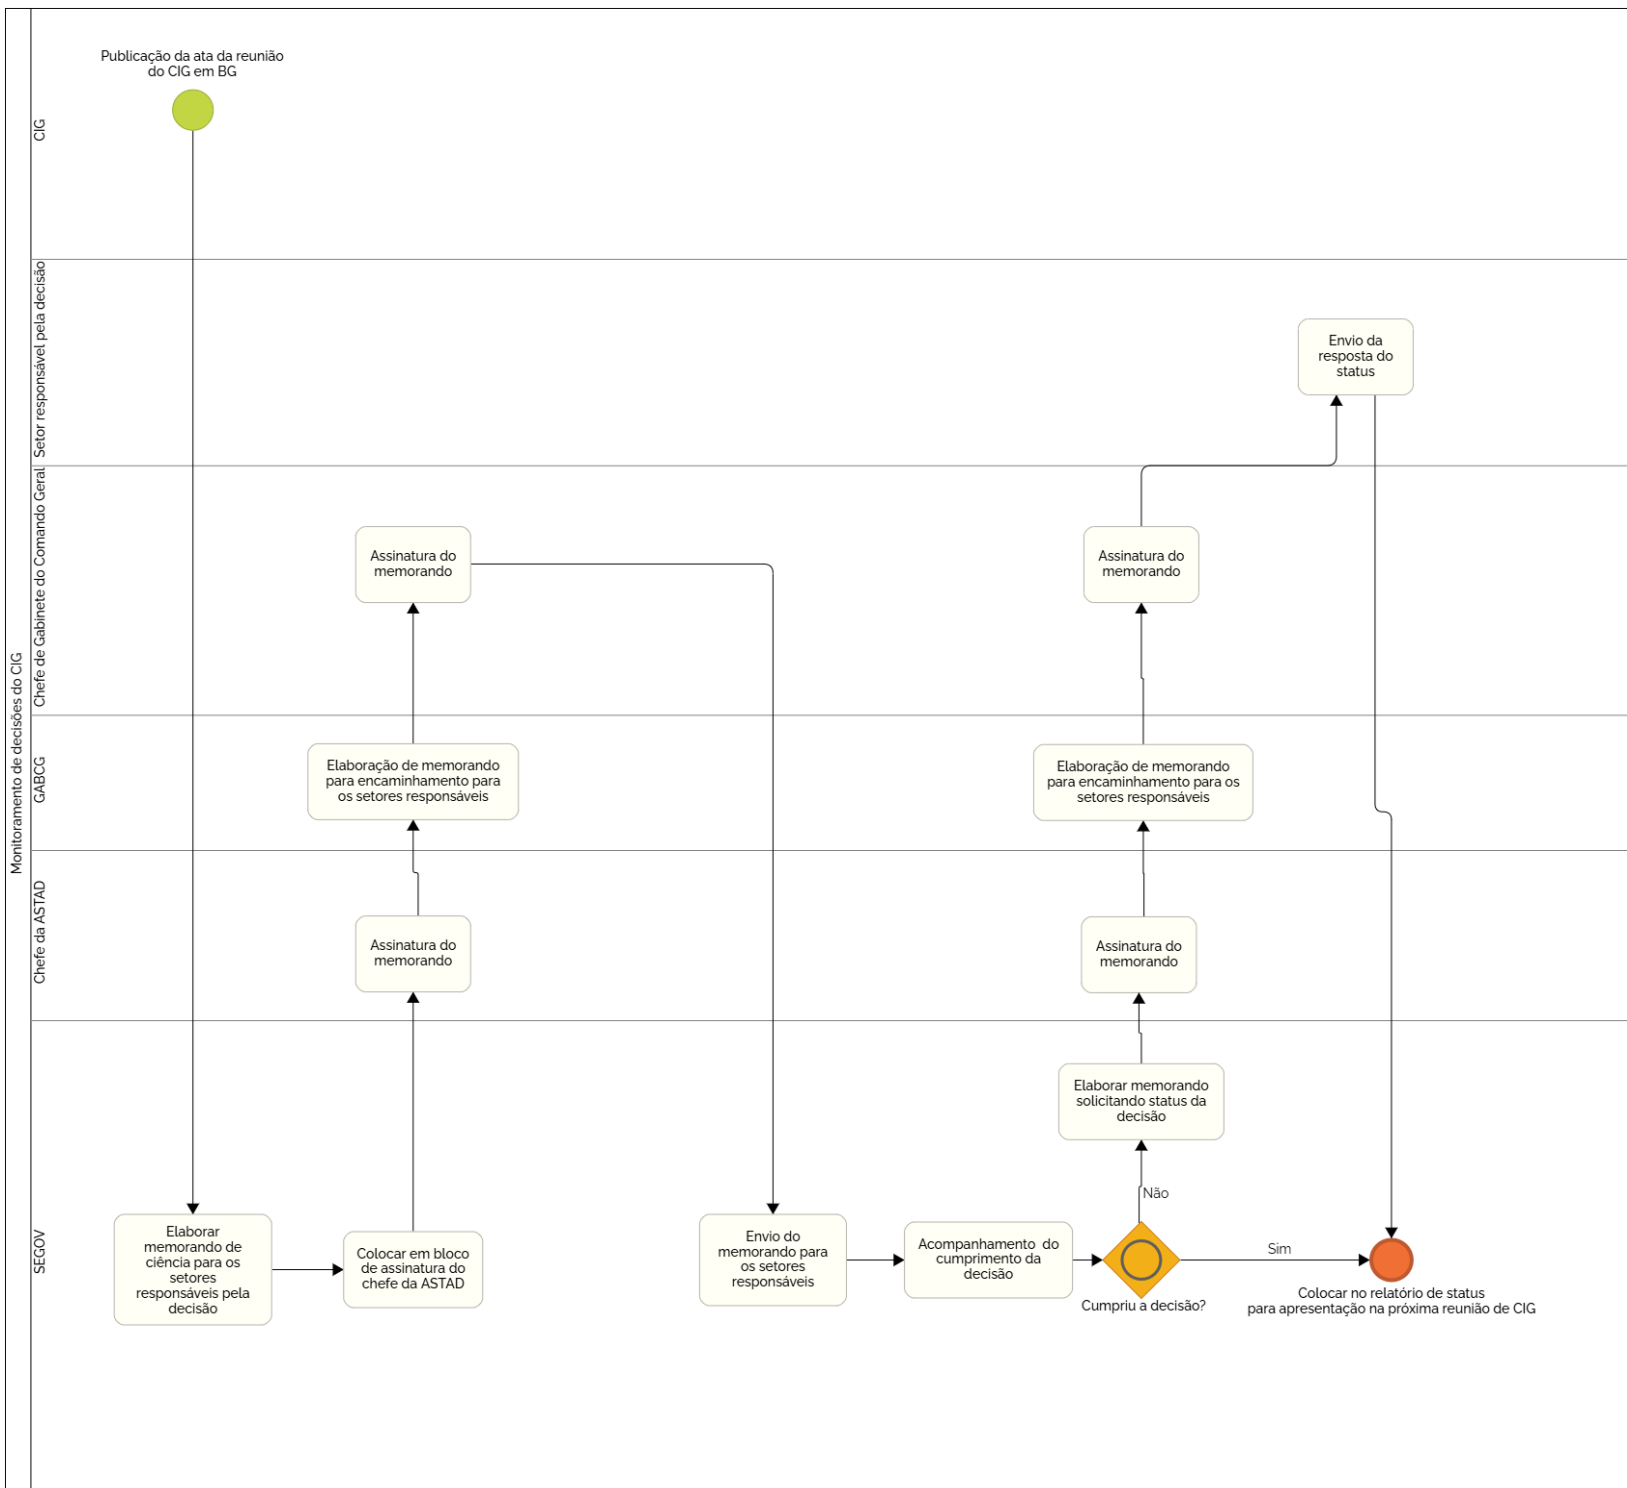 Monitoramento de decisões do CIG
CIG
Publicação da ata da reunião
do CIG em BG
Setor responsável pela decisão
Envio da
resposta do
status
Chefe de Gabinete do Comando Geral
Assinatura do
memorando
Assinatura do
memorando
GABCG
Elaboração de memorando
para encaminhamento para
os setores responsáveis
Elaboração de memorando
para encaminhamento para os
setores responsáveis
Chefe da ASTAD
Assinatura do
memorando
Assinatura do
memorando
SEGOV
Elaborar memorando
solicitando status da
decisão
Não
Elaborar
memorando de
ciência para os
setores
responsáveis pela
decisão
Colocar em bloco
de assinatura do
chefe da ASTAD
Envio do
memorando para
os setores
responsáveis
Acompanhamento do
cumprimento da
decisão
Cumpriu a decisão?
Sim
Colocar no relatório de status
para apresentação na próxima reunião de CIG